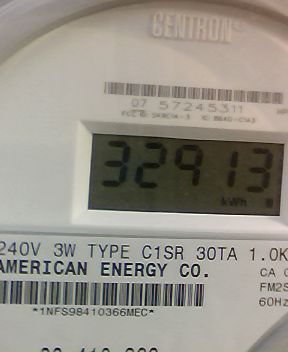 CENTRON
07 57245311
32913
kWh
240V 3W TYPE C1SR 30TA 1.0K
AMERICAN ENERGY CO.
CA
FM2S
60Hz
*1NFS98410366MEC*